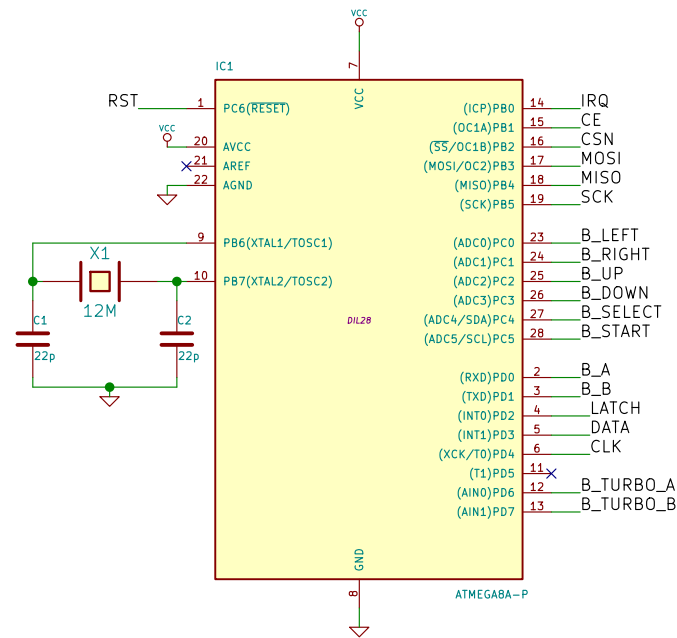 VCC
7
IC1
VCC
RST 1 PC6(RESET) (ICP)PB0 14 IRQ
(OC1A)PB1 15 CE
VCC 20 AVCC (SS/OC1B)PB2 16 CSN
21 AREF (MOSI/OC2)PB3 17 MOSI
22 AGND (MISO)PB4 18 MISO
(SCK)PB5 19 SCK
9 PB6(XTAL1/TOSC1) (ADC0)PC0 23 B_LEFT
X1 (ADC1)PC1 24 B_RIGHT
10 PB7(XTAL2/TOSC2) (ADC2)PC2 25 B_UP
12M (ADC3)PC3 26 B_DOWN
C1 C2 DIL28 (ADC4/SDA)PC4 27 B_SELECT
22p 22p (ADC5/SCL)PC5 28 B_START
(RXD)PD0 2 B_A
(TXD)PD1 3 B_B
(INT0)PD2 4 LATCH
(INT1)PD3 5 DATA
(XCK/T0)PD4 6 CLK
(T1)PD5 11
(AIN0)PD6 12 B_TURBO_A
(AIN1)PD7 13 B_TURBO_B
GND
8
ATMEGA8A-P